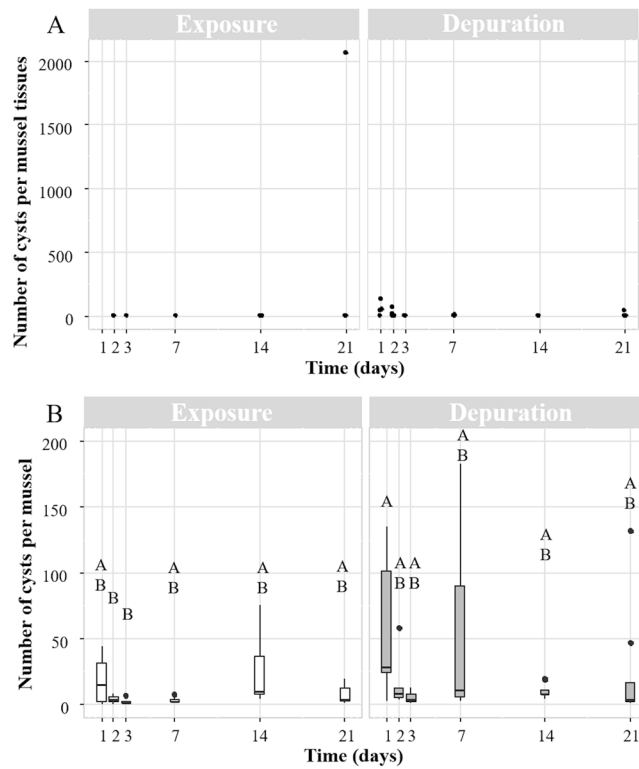 A
Exposure Depuration
Number of cysts per mussel tissues
2000
1500
1000
500
0
1 2 3 7 14 21 1 2 3 7 14 21
Time (days)
B
Exposure Depuration
Number of cysts per mussel
200
150
100
50
0
A
B
B
B
A
B
A
B
A
B
A
A A
B B
A
B
A
B
A
B
1 2 3 7 14 21 1 2 3 7 14 21
Time (days)